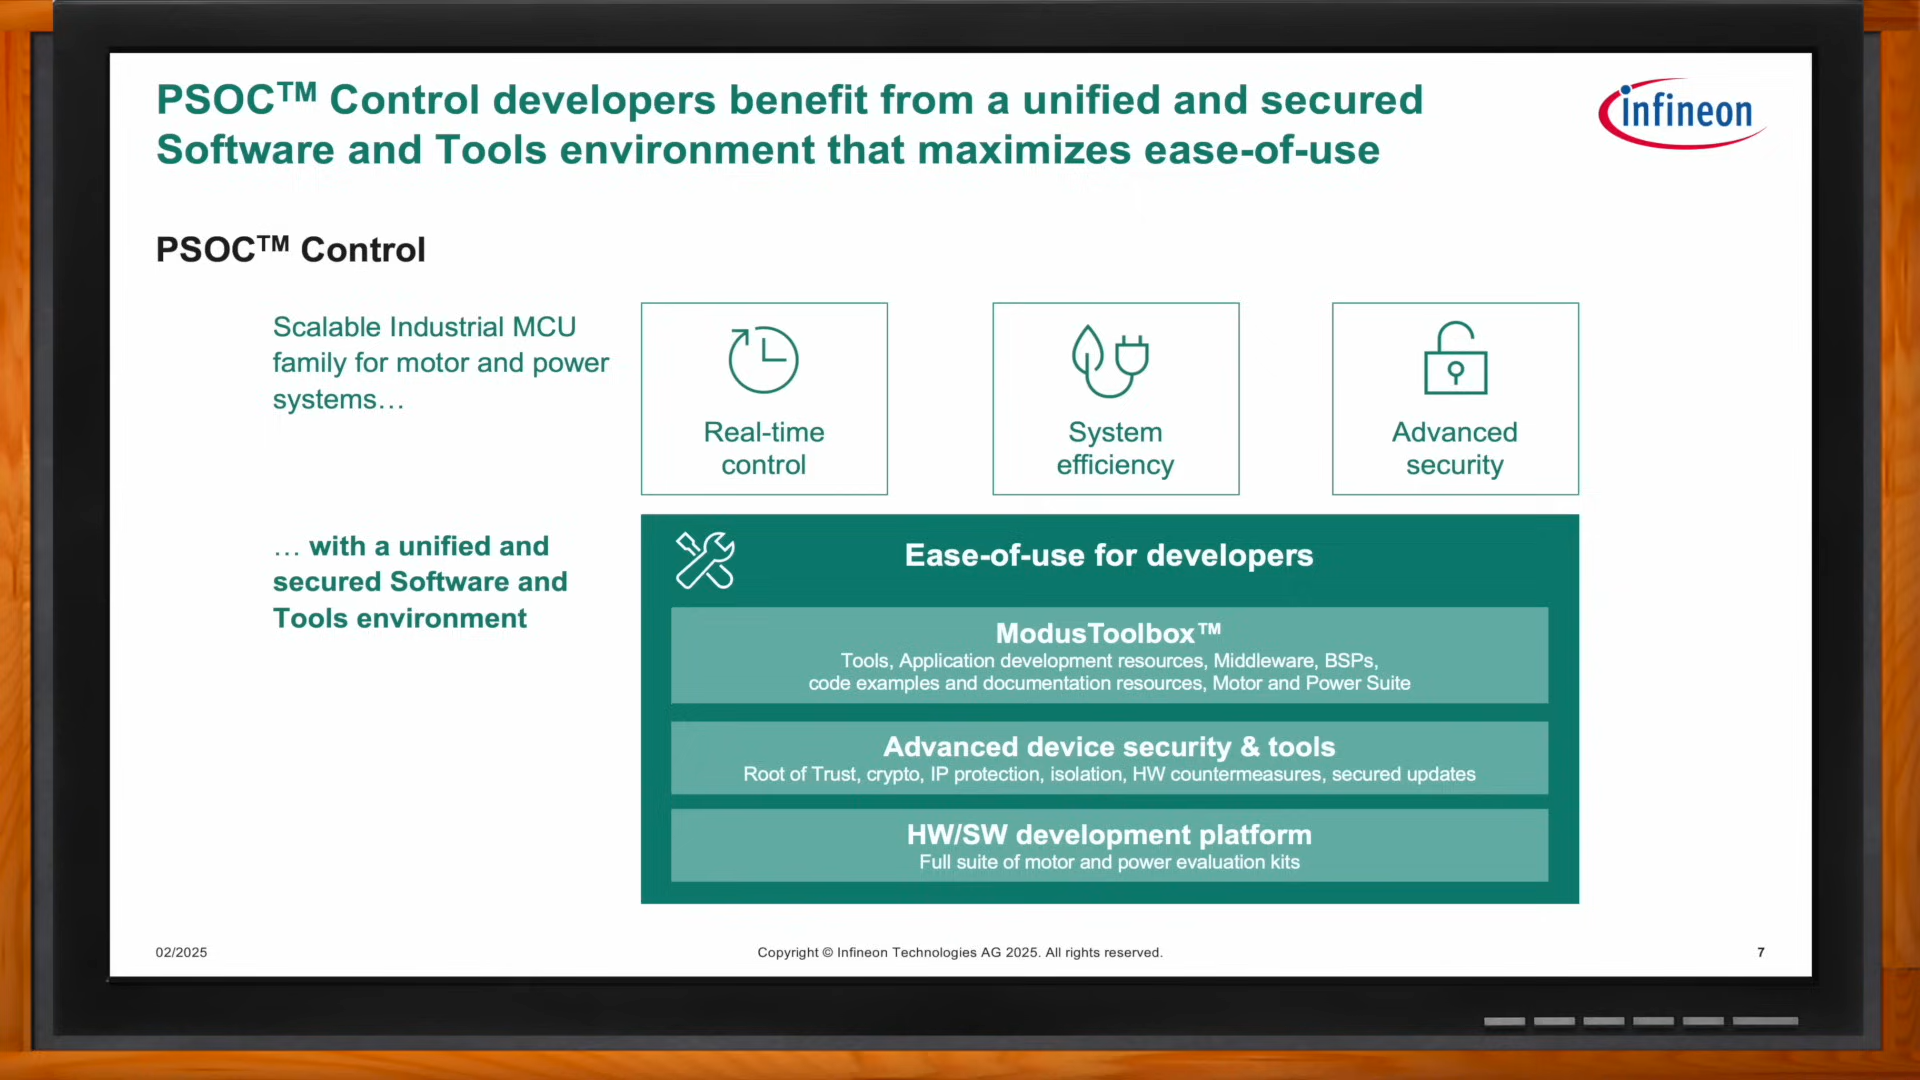 PSOC™ Control developers benefit from a unified and secured
Software and Tools environment that maximizes ease-of-use
infineon
PSOC™ Control
Scalable Industrial MCU
family for motor and power
systems…
Real-time
control
System
efficiency
Advanced
security
… with a unified and
secured Software and
Tools environment
Ease-of-use for developers
ModusToolbox™
Tools, Application development resources, Middleware, BSPs,
code examples and documentation resources, Motor and Power Suite
Advanced device security & tools
Root of Trust, crypto, IP protection, isolation, HW countermeasures, secured updates
HW/SW development platform
Full suite of motor and power evaluation kits
02/2025
Copyright © Infineon Technologies AG 2025. All rights reserved.
7